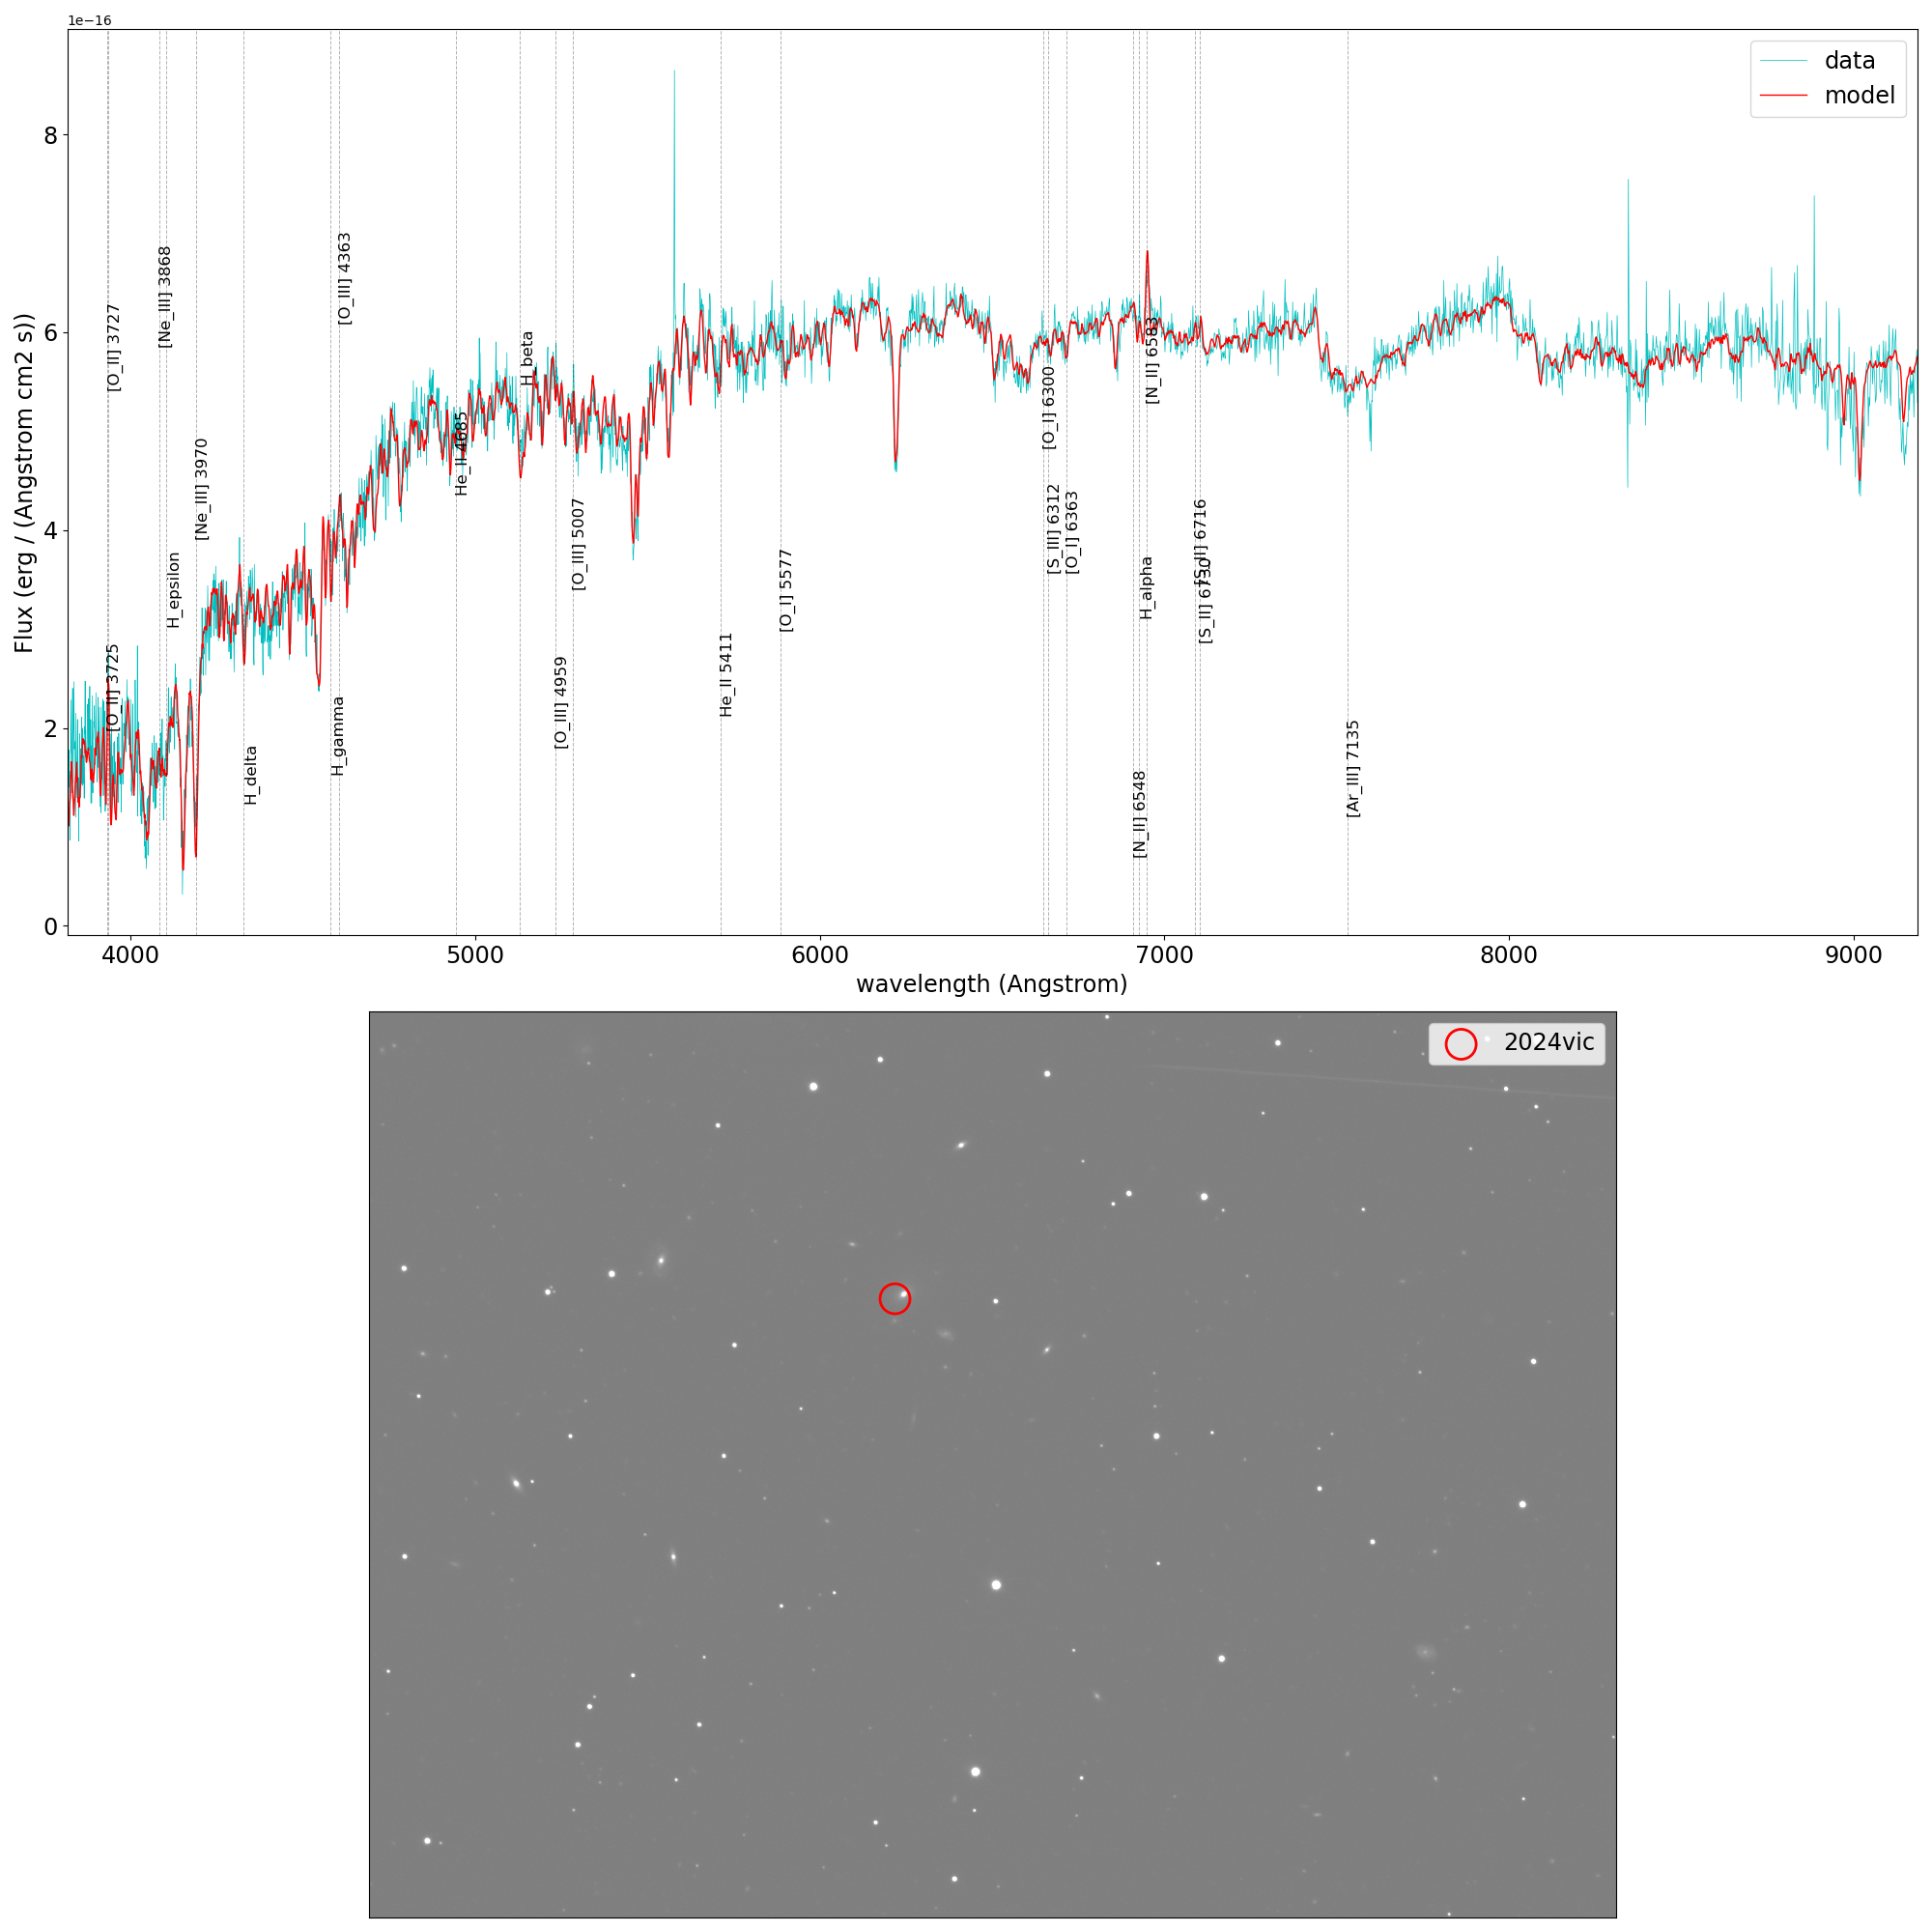 1e−16
data
model
8
6
4
2
0
Flux (erg / (Angstrom cm2 s))
[O_II] 3725
[O_II] 3727
[Ne_III] 3868
H_epsilon
[Ne_III] 3970
H_delta
H_gamma
[O_III] 4363
He_II 4685
H_beta
[O_III] 4959
[O_III] 5007
He_II 5411
[O_I] 5577
[O_I] 6300
[S_III] 6312
[O_I] 6363
[N_II] 6548
H_alpha
[N_II] 6583
[S_II] 6716
[S_II] 6730
[Ar_III] 7135
4000
5000
6000
7000
8000
9000
wavelength (Angstrom)
2024vic